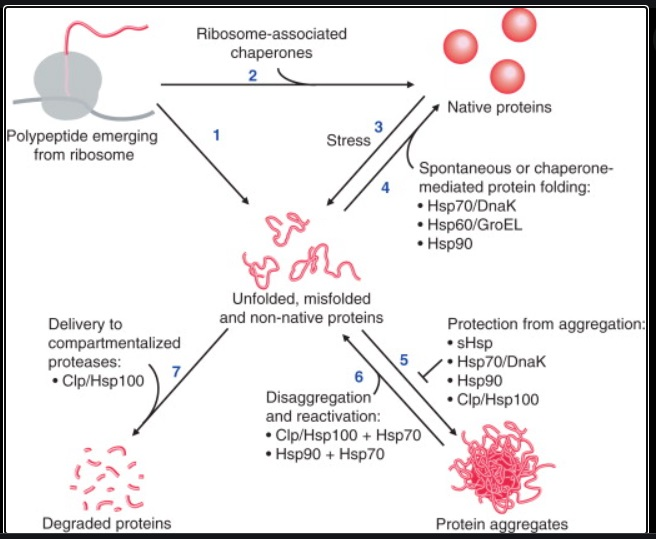 Ribosome-associated
chaperones
2
Native proteins
Polypeptide emerging
from ribosome
1
3
Stress
4
Spontaneous or chaperone-
mediated protein folding:
• Hsp70/DnaK
• Hsp60/GroEL
• Hsp90
Unfolded, misfolded
and non-native proteins
Delivery to
compartmentalized
proteases:
• Clp/Hsp100
7
Protection from aggregation:
• sHsp
• Hsp70/DnaK
• Hsp90
• Clp/Hsp100
5
6
Disaggregation
and reactivation:
• Clp/Hsp100 + Hsp70
• Hsp90 + Hsp70
Degraded proteins
Protein aggregates